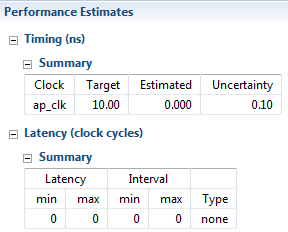 Performance Estimates
Timing (ns)
Summary
Clock Target Estimated Uncertainty
ap_clk 10.00 0.000 0.10
Latency (clock cycles)
Summary
Latency Interval
min max min max Type
0 0 0 0 none